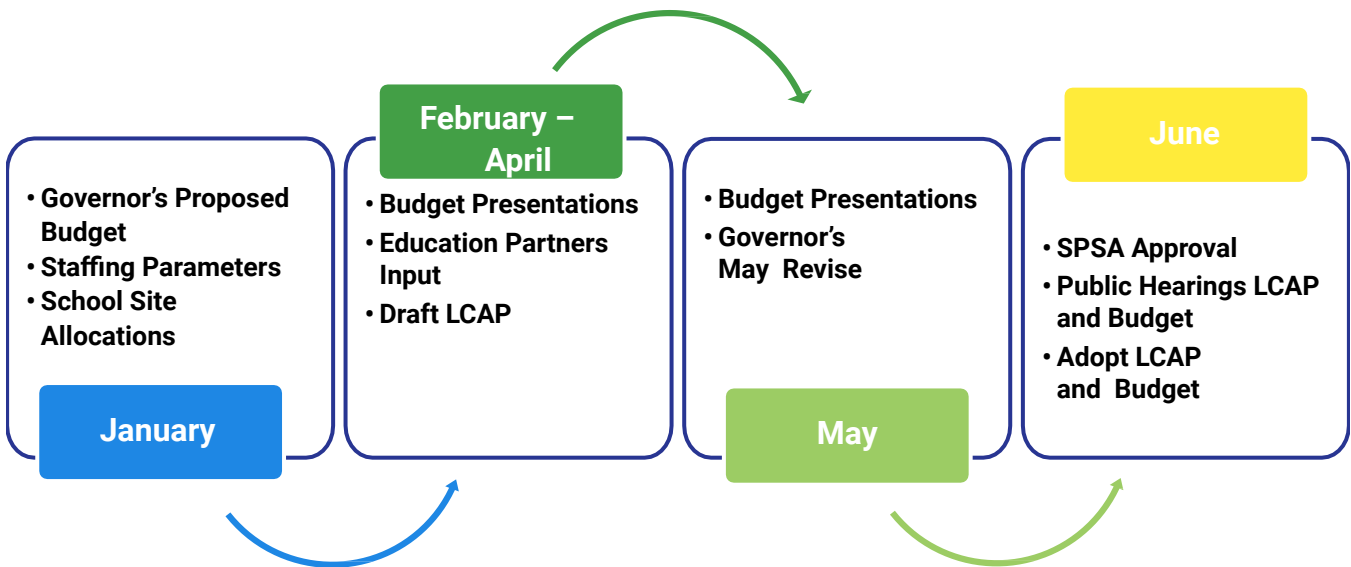 • Governor's Proposed
Budget
• Staffing Parameters
• School Site
Allocations
January
February –
April
• Budget Presentations
• Education Partners
Input
• Draft LCAP
• Budget Presentations
• Governor's
May Revise
May
June
• SPSA Approval
• Public Hearings LCAP
and Budget
• Adopt LCAP
and Budget